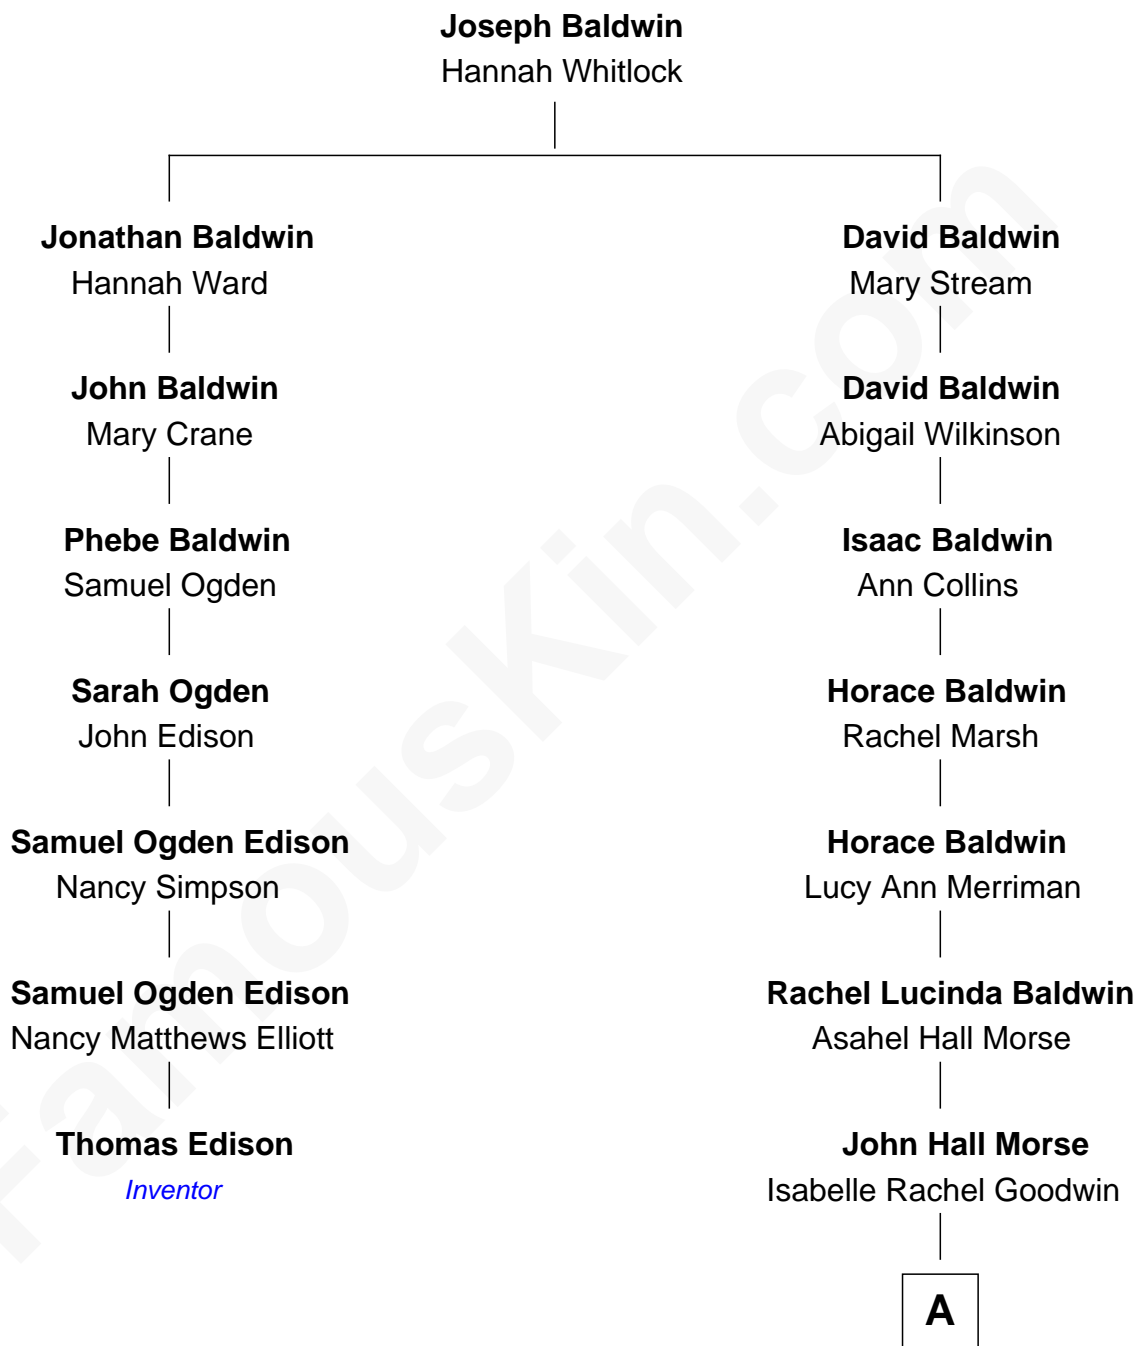 Joseph Baldwin
Hannah Whitlock
Jonathan Baldwin
Hannah Ward
John Baldwin
Mary Crane
Phebe Baldwin
Samuel Ogden
Sarah Ogden
John Edison
Samuel Ogden Edison
Nancy Simpson
Samuel Ogden Edison
Nancy Matthews Elliott
Thomas Edison
Inventor
David Baldwin
Mary Stream
David Baldwin
Abigail Wilkinson
Isaac Baldwin
Ann Collins
Horace Baldwin
Rachel Marsh
Horace Baldwin
Lucy Ann Merriman
Rachel Lucinda Baldwin
Asahel Hall Morse
John Hall Morse
Isabelle Rachel Goodwin
A
FamousKin.com